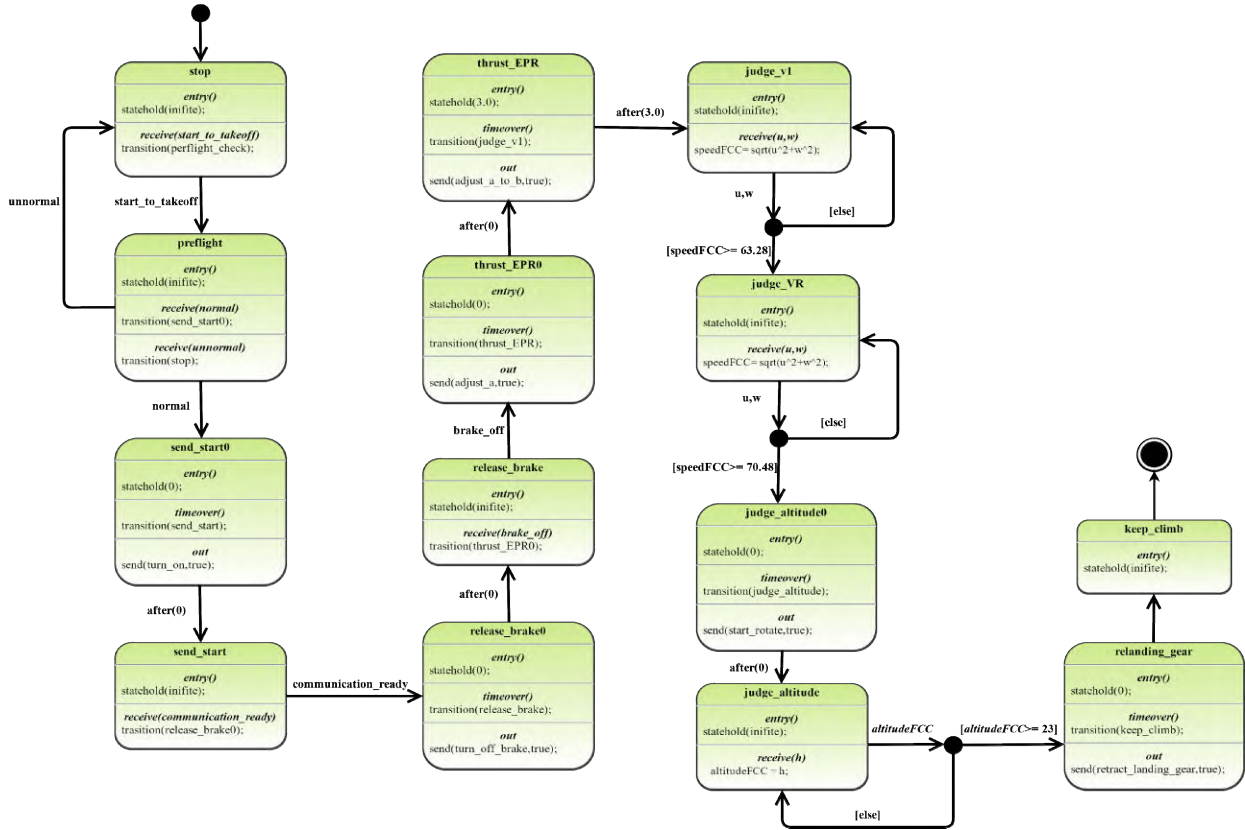 stop
entry()
statehold(inifite);
receive(start_to_takeoff)
transition(perflight_check);
unnormal
start_to_takeoff
preflight
entry()
statehold(inifite);
receive(normal)
transition(send_start0);
receive(unnormal)
transition(stop);
normal
send_start0
entry()
statehold(0);
timeover()
transition(send_start);
out
send(turn_on,true);
after(0)
send_start
entry()
statehold(inifite);
receive(communication_ready)
trasition(release_brake0);
communication_ready
thrust_EPR
entry()
statehold(3.0);
timeover()
transition(judge_v1);
out
send(adjust_a_to_b,true);
after(3.0)
after(0)
thrust_EPR0
entry()
statehold(0);
timeover()
transition(thrust_EPR);
out
send(adjust_a,true);
brake_off
release_brake
entry()
statehold(inifite);
receive(brake_off)
trasition(thrust_EPR0);
after(0)
release_brake0
entry()
statehold(0);
timeover()
transition(release_brake);
out
send(turn_off_brake,true);
judge_v1
entry()
statehold(inifite);
receive(u,w)
speedFCC= sqrt(u^2+w^2);
u,w
[else]
[speedFCC>= 63.28]
judge_VR
entry()
statehold(inifite);
receive(u,w)
speedFCC= sqrt(u^2+w^2);
u,w
[else]
[speedFCC>= 70.48]
judge_altitude0
entry()
statehold(0);
timeover()
transition(judge_altitude);
out
send(start_rotate,true);
after(0)
judge_altitude
entry()
statehold(inifite);
receive(h)
altitudeFCC = h;
altitudeFCC
[altitudeFCC>= 23]
[else]
keep_climb
entry()
statehold(inifite);
relanding_gear
entry()
statehold(0);
timeover()
transition(keep_climb);
out
send(retract_landing_gear,true);